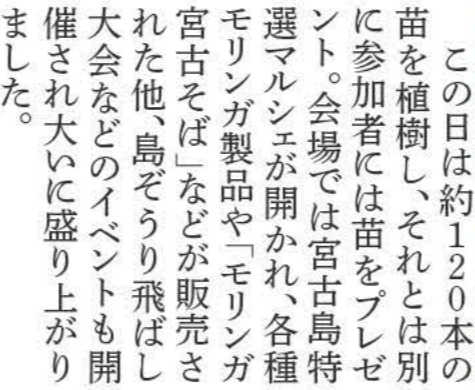 この日は約120本の
苗を植樹し、それとは別
に参加者には苗をプレゼ
ント。会場では宮古島特
選マルシェが開かれ、各種
モリンガ製品や「モリンガ
宮古そば」などが販売さ
れた他、島ぞうり飛ばし
大会などのイベントも開
催され大いに盛り上がり
ました。